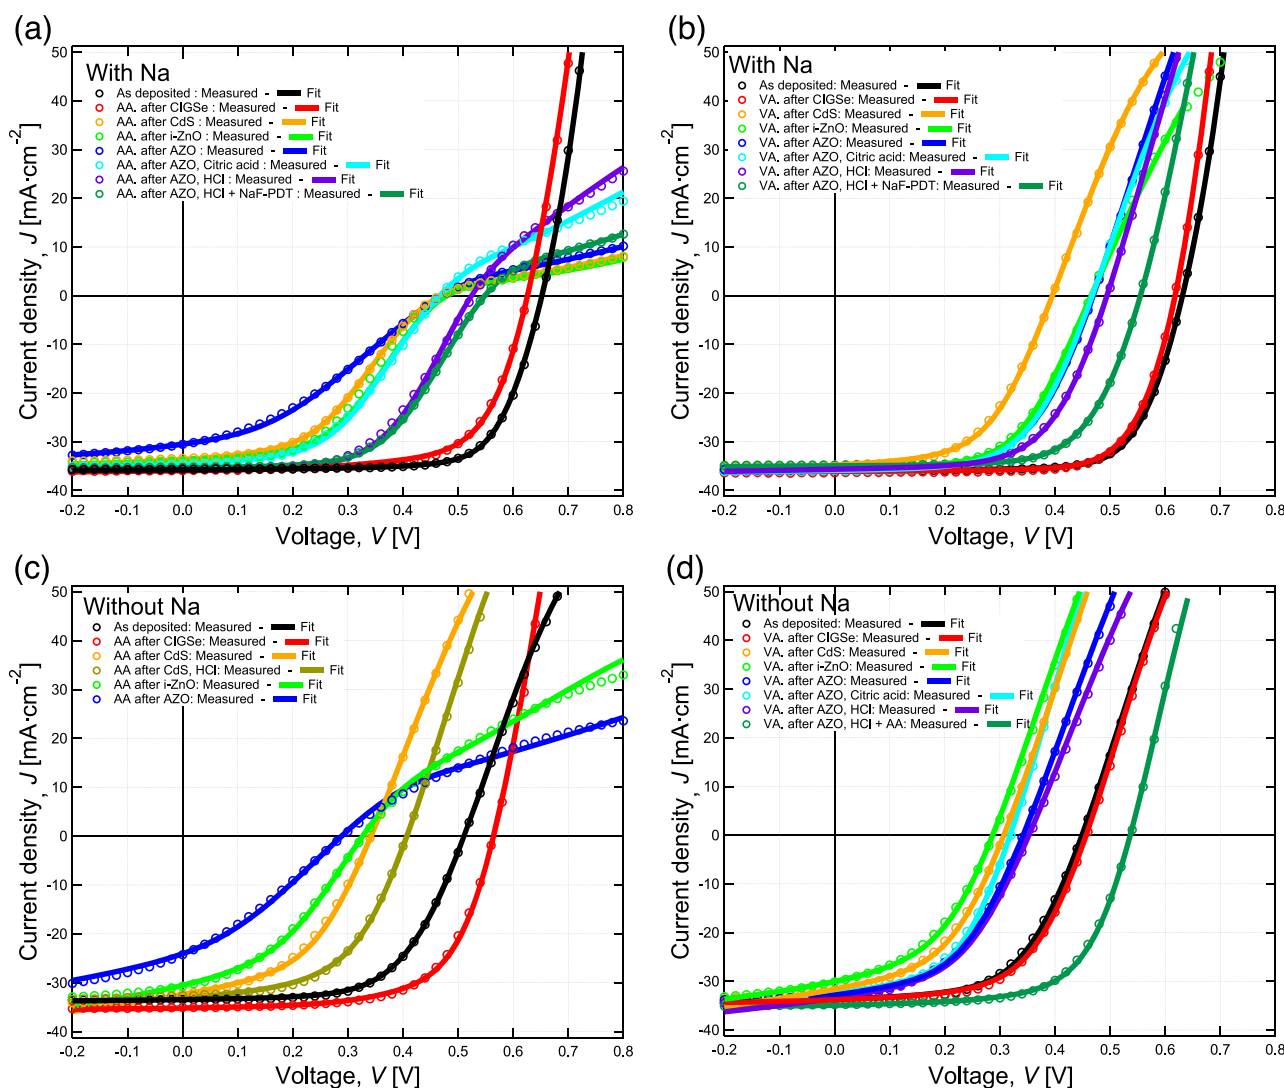 (a)
With Na
As deposited : Measured - Fit
AA. after CIGSe : Measured - Fit
AA. after CdS : Measured - Fit
AA. after i-ZnO : Measured - Fit
AA. after AZO : Measured - Fit
AA. after AZO, Citric acid : Measured - Fit
AA. after AZO, HCl : Measured - Fit
AA. after AZO, HCl + NaF-PDT : Measured - Fit
50
40
30
20
10
0
-10
-20
-30
-40
Current density, J [mA·cm-2]
-0.2 -0.1 0.0 0.1 0.2 0.3 0.4 0.5 0.6 0.7 0.8
Voltage, V [V]
(b)
With Na
As deposited: Measured - Fit
VA. after CIGSe: Measured - Fit
VA. after CdS: Measured - Fit
VA. after i-ZnO: Measured - Fit
VA. after AZO: Measured - Fit
VA. after AZO, Citric acid: Measured - Fit
VA. after AZO, HCl: Measured - Fit
VA. after AZO, HCl + NaF-PDT: Measured - Fit
50
40
30
20
10
0
-10
-20
-30
-40
Current density, J [mA·cm-2]
-0.2 -0.1 0.0 0.1 0.2 0.3 0.4 0.5 0.6 0.7 0.8
Voltage, V [V]
(c)
Without Na
As deposited: Measured - Fit
AA after CIGSe: Measured - Fit
AA after CdS: Measured - Fit
AA after CdS, HCl: Measured - Fit
AA after i-ZnO: Measured - Fit
AA after AZO: Measured - Fit
50
40
30
20
10
0
-10
-20
-30
-40
Current density, J [mA·cm-2]
-0.2 -0.1 0.0 0.1 0.2 0.3 0.4 0.5 0.6 0.7 0.8
Voltage, V [V]
(d)
Without Na
As deposited: Measured - Fit
VA. after CIGSe: Measured - Fit
VA. after CdS: Measured - Fit
VA. after i-ZnO: Measured - Fit
VA. after AZO: Measured - Fit
VA. after AZO, Citric acid: Measured - Fit
VA. after AZO, HCl: Measured - Fit
VA. after AZO, HCl + AA: Measured - Fit
50
40
30
20
10
0
-10
-20
-30
-40
Current density, J [mA·cm-2]
-0.2 -0.1 0.0 0.1 0.2 0.3 0.4 0.5 0.6 0.7 0.8
Voltage, V [V]